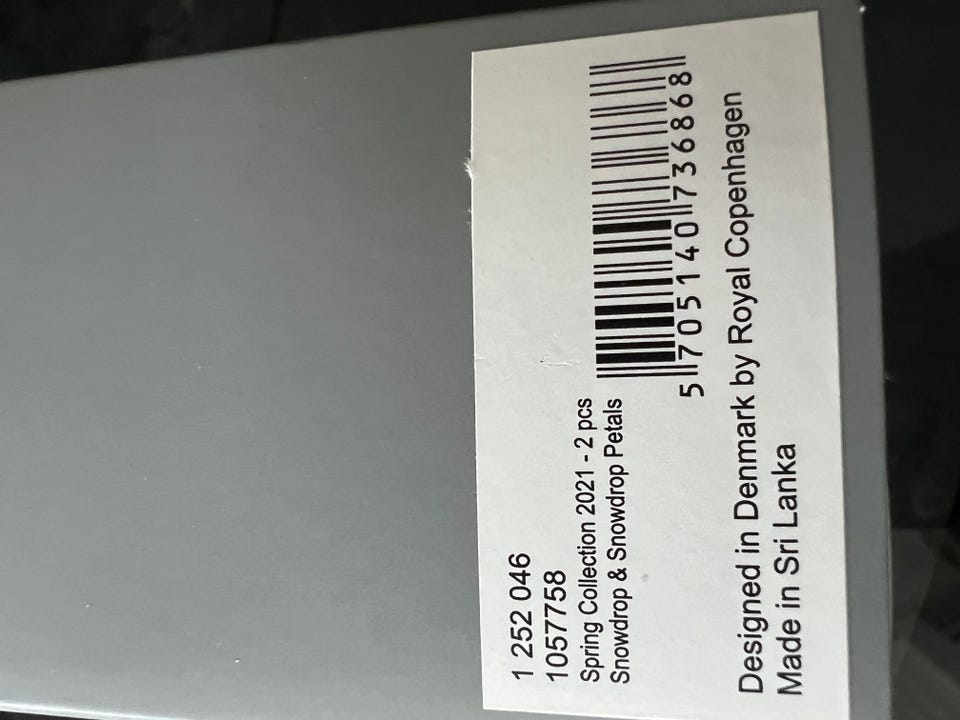 1 252 046
1057758
Spring Collection 2021 - 2 pcs
Snowdrop & Snowdrop Petals
5 705140 736868
Designed in Denmark by Royal Copenhagen
Made in Sri Lanka